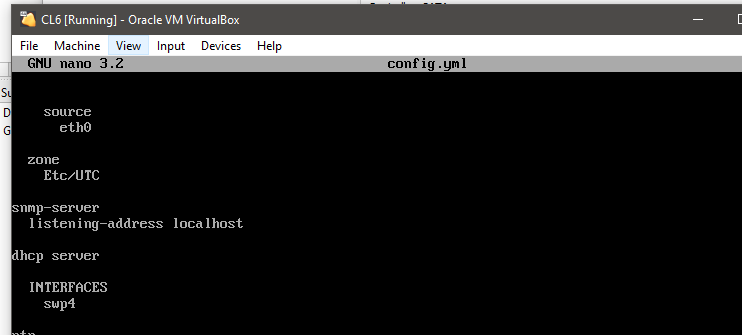 CL6 [Running] - Oracle VM VirtualBox
File Machine View Input Devices Help
GNU nano 3.2 config.yml
source
eth0
zone
Etc/UTC
snmp-server
listening-address localhost
dhcp server
INTERFACES
swp4